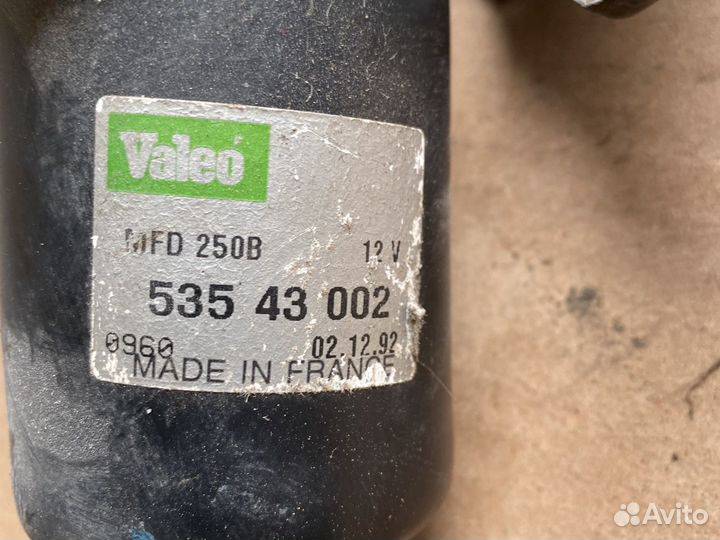 Valeo
MFD 250B 12 V
535 43 002
0960 02.12.92
MADE IN FRANCE
Avito